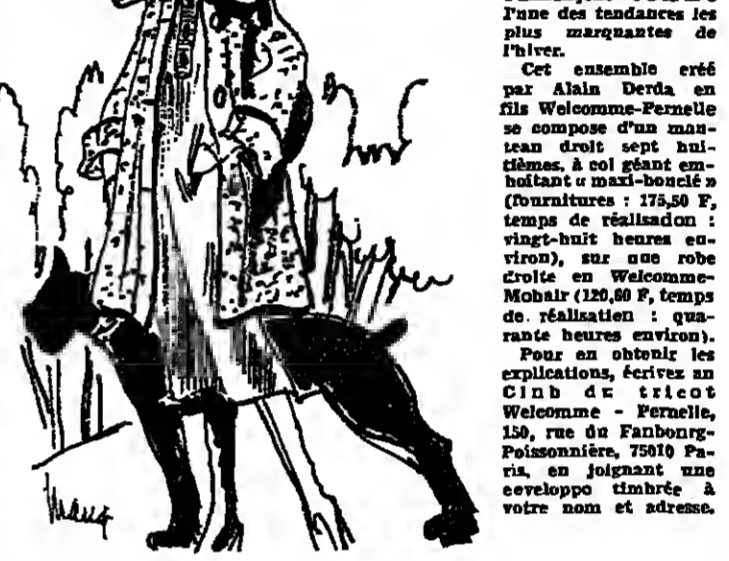 l'une des tendances les
plus marquantes de
l'hiver.
Cet ensemble créé
par Alain Derda en
fils Welcomme-Pernelle
se compose d'un man-
teau droit sept hui-
tièmes, à col géant em-
boîtant « maxi-bouclé »
(fournitures : 175,50 F,
temps de réalisation :
vingt-huit heures en-
viron), sur une robe
droite en Welcomme-
Mohair (120,60 F, temps
de. réalisation : qua-
rante heures environ).
Pour en obtenir les
explications, écrivez au
Club du tricot
Welcomme - Pernelle,
150, rue du Faubourg-
Poissonnière, 75010 Pa-
ris, en joignant une
enveloppe timbrée à
votre nom et adresse.